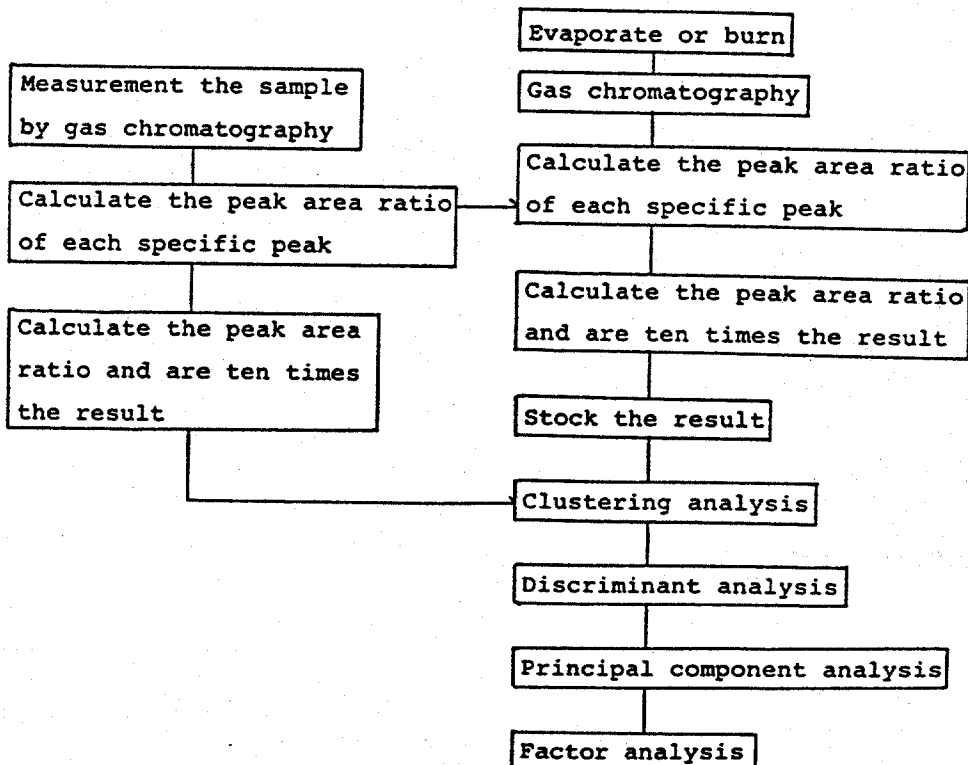 Evaporate or burn
Measurement the sample
by gas chromatography
Gas chromatography
Calculate the peak area ratio
of each specific peak
Calculate the peak area ratio
of each specific peak
Calculate the peak area
ratio and are ten times
the result
Calculate the peak area ratio
and are ten times the result
Stock the result
Clustering analysis
Discriminant analysis
Principal component analysis
Factor analysis